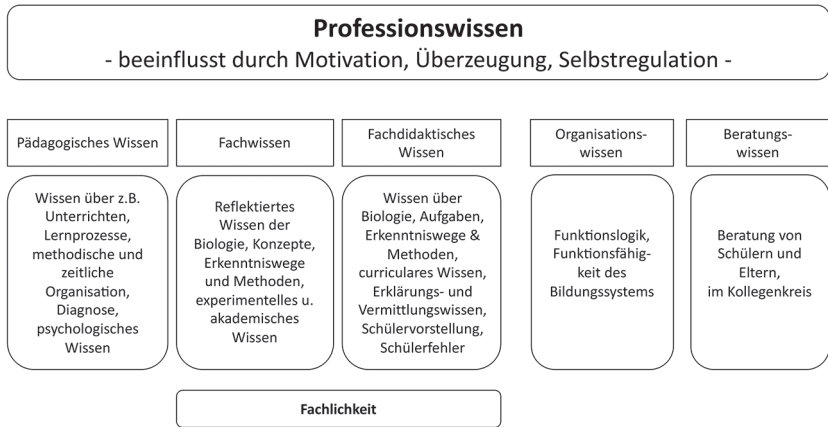 Professionswissen
- beeinflusst durch Motivation, Überzeugung, Selbstregulation -
Pädagogisches Wissen
Fachwissen
Fachdidaktisches
Wissen
Organisations-
wissen
Beratungs-
wissen
Wissen über z.B.
Unterrichten,
Lernprozesse,
methodische und
zeitliche
Organisation,
Diagnose,
psychologisches
Wissen
Reflektiertes
Wissen der
Biologie, Konzepte,
Erkenntniswege
und Methoden,
experimentelles u.
akademisches
Wissen
Wissen über
Biologie, Aufgaben,
Erkenntniswege &
Methoden,
curriculares Wissen,
Erklärungs- und
Vermittlungswissen,
Schülervorstellung,
Schülerfehler
Funktionslogik,
Funktionsfähig-
keit des
Bildungssystems
Beratung von
Schülern und
Eltern,
im Kollegenkreis
Fachlichkeit